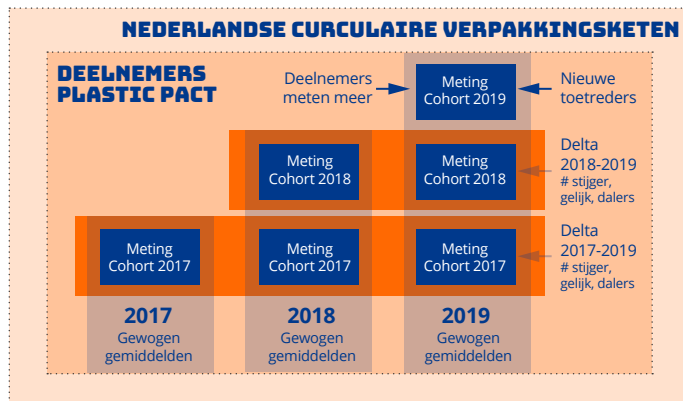 NEDERLANDSE CURCULAIRE VERPAKKINGSKETEN
DEELNEMERS
PLASTIC PACT
Deelnemers
meten meer
Meting
Cohort 2019
Nieuwe
toetreders
Meting
Cohort 2018
Meting
Cohort 2018
Delta
2018-2019
# stijger,
gelijk, dalers
Meting
Cohort 2017
Meting
Cohort 2017
Meting
Cohort 2017
Delta
2017-2019
# stijger,
gelijk, dalers
2017
Gewogen
gemiddelden
2018
Gewogen
gemiddelden
2019
Gewogen
gemiddelden